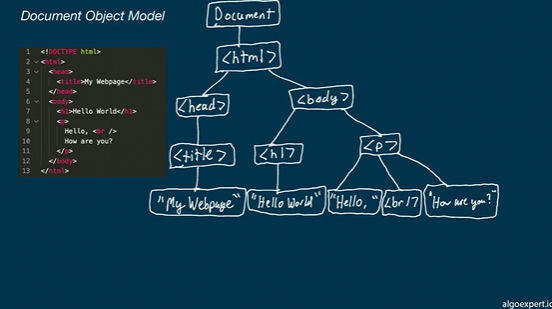 Document Object Model
1 <!DOCTYPE html>
2 <html>
3 <head>
4 <title>My Webpage</title>
5 </head>
6 <body>
7 <h1>Hello World</h1>
8 <p>
9 Hello, <br />
10 How are you?
11 </p>
12 </body>
13 </html>
Document
<html>
<head> <body>
<title> <h1> <p>
"My Webpage" "Hello World" "Hello, " <br/> "How are you?"
algoexpert.io